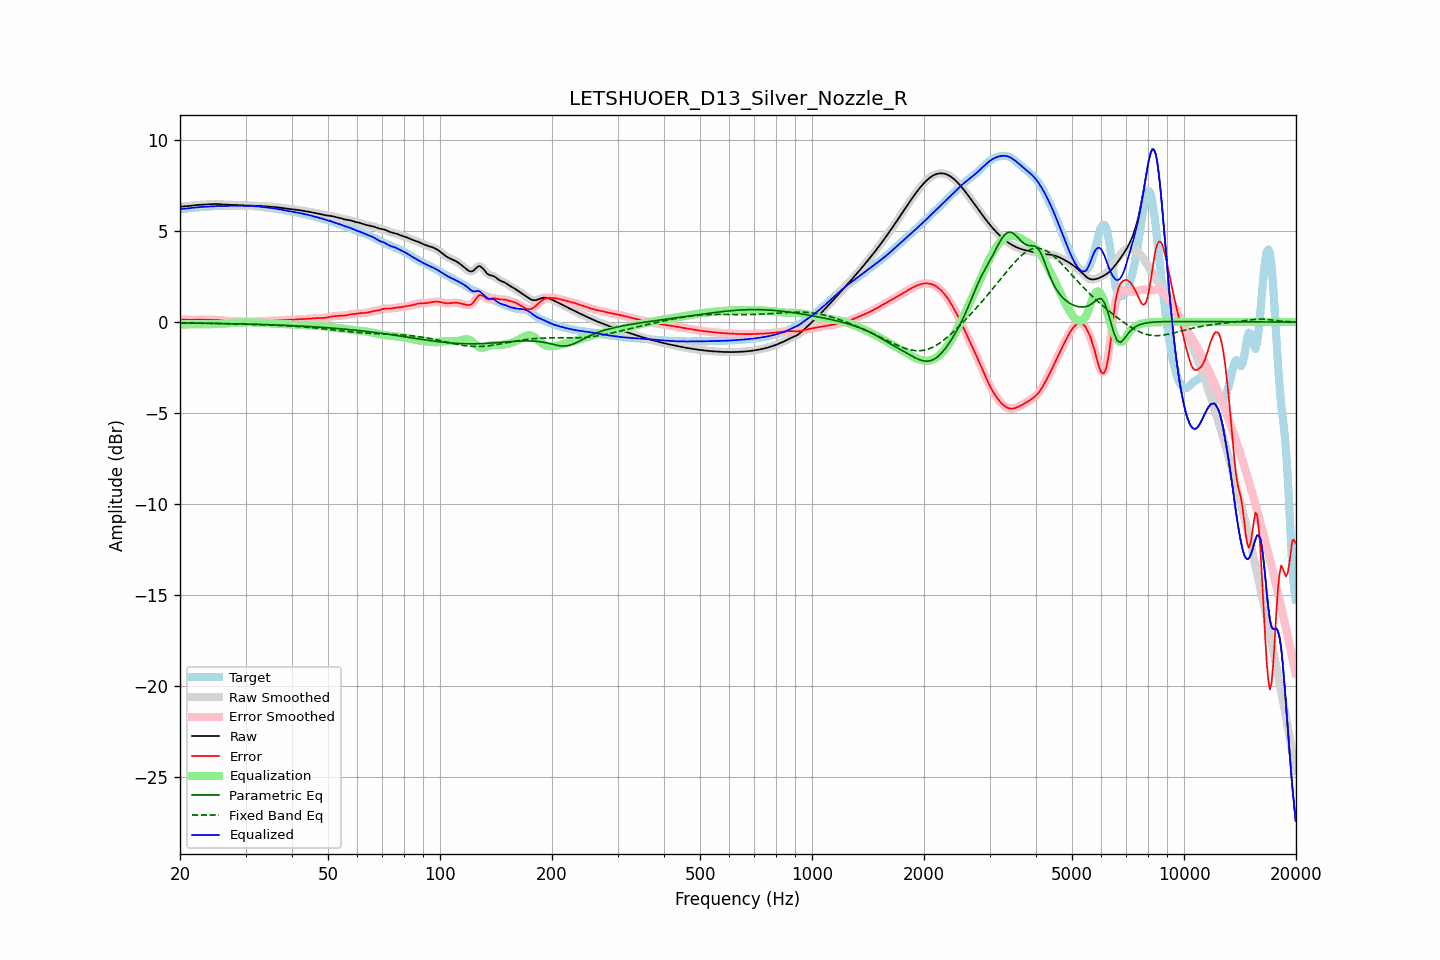 LETSHUOER_D13_Silver_Nozzle_R
Amplitude (dBr)
10
5
0
−5
−10
−15
−20
−25
Target
Raw Smoothed
Error Smoothed
Raw
Error
Equalization
Parametric Eq
Fixed Band Eq
Equalized
20 50 100 200 500 1000 2000 5000 10000 20000
Frequency (Hz)